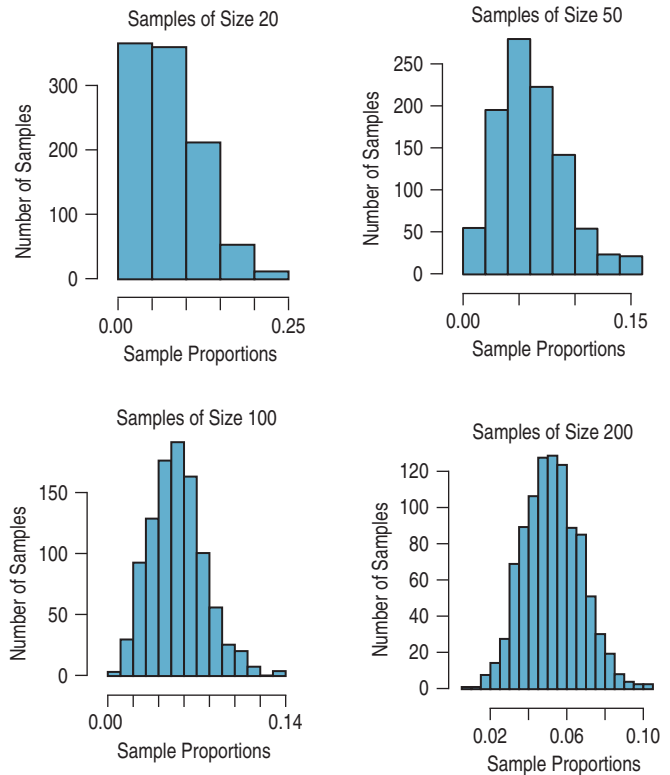 Samples of Size 20
Number of Samples
300
200
100
0
0.00
0.25
Sample Proportions
Samples of Size 50
Number of Samples
250
200
150
100
50
0
0.00
0.15
Sample Proportions
Samples of Size 100
Number of Samples
150
100
50
0
0.00
0.14
Sample Proportions
Samples of Size 200
Number of Samples
120
100
80
60
40
20
0
0.02
0.06
0.10
Sample Proportions